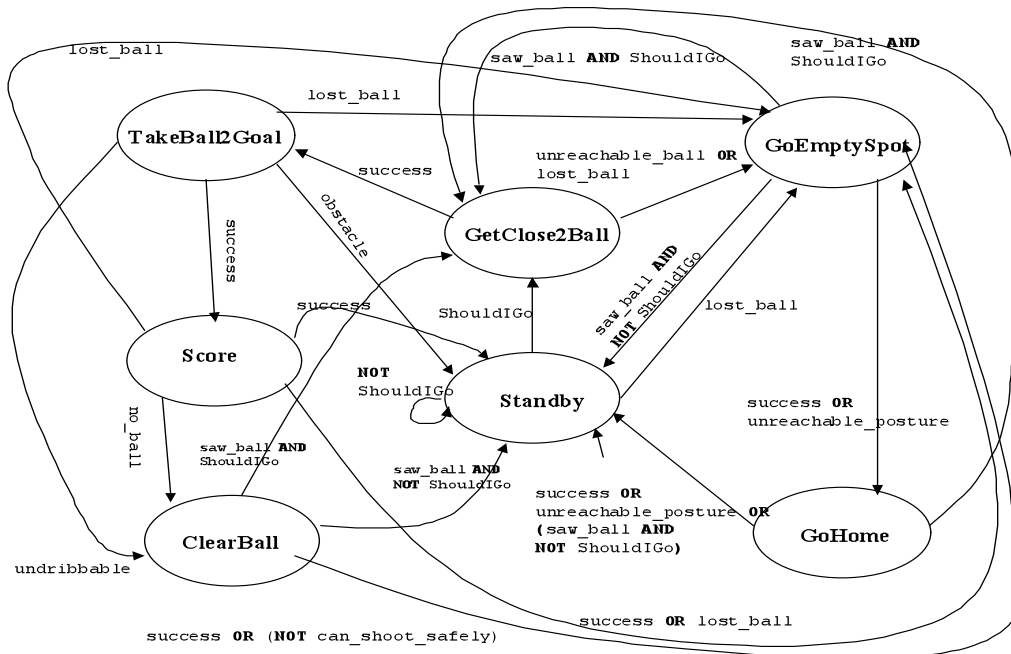 lost_ball
saw_ball AND ShouldIGo
saw_ball AND
ShouldIGo
lost_ball
TakeBall2Goal
GoEmptySpot
success
unreachable_ball OR
lost_ball
obstacle
success
GetClose2Ball
saw_ball AND
NOT ShouldIGo
success
ShouldIGo
lost_ball
Score
NOT
ShouldIGo
Standby
no_ball
success OR
unreachable_posture
saw_ball AND
ShouldIGo
saw_ball AND
NOT ShouldIGo
success OR
unreachable_posture OR
(saw_ball AND
NOT ShouldIGo)
ClearBall
GoHome
undribbable
success OR lost_ball
success OR (NOT can_shoot_safely)